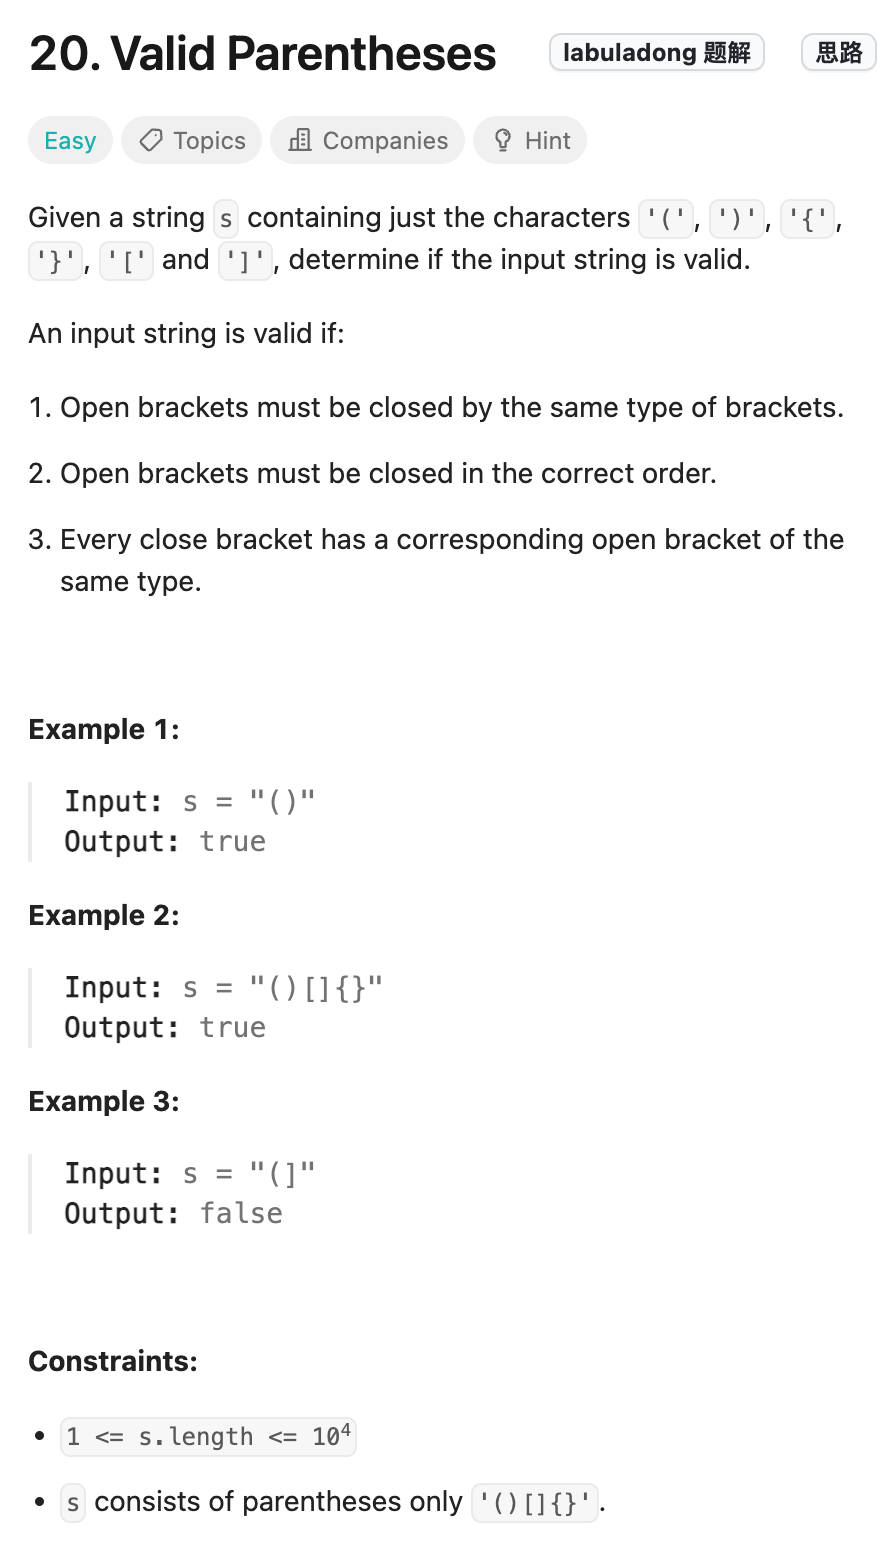 20. Valid Parentheses labuladong 题解 思路
Easy Topics Companies Hint
Given a string s containing just the characters '(', ')', '{',
'}', '[' and ']', determine if the input string is valid.
An input string is valid if:
1. Open brackets must be closed by the same type of brackets.
2. Open brackets must be closed in the correct order.
3. Every close bracket has a corresponding open bracket of the
same type.
Example 1:
Input: s = "()"
Output: true
Example 2:
Input: s = "()[]{}"
Output: true
Example 3:
Input: s = "(]"
Output: false
Constraints:
• 1 <= s.length <= 10⁴
• s consists of parentheses only '()[]{}'.